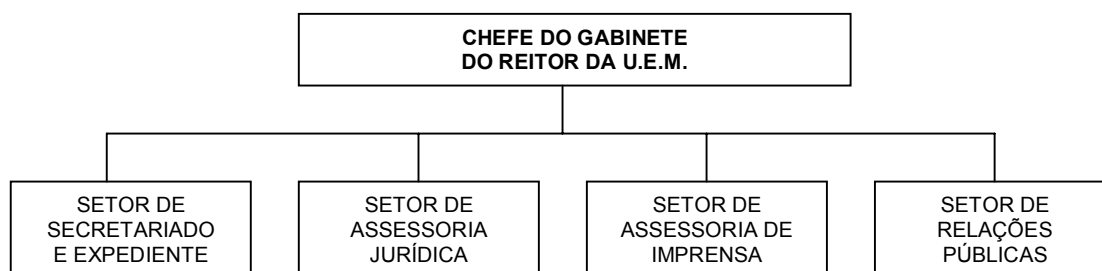 CHEFE DO GABINETE
DO REITOR DA U.E.M.
SETOR DE
SECRETARIADO
E EXPEDIENTE
SETOR DE
ASSESSORIA
JURÍDICA
SETOR DE
ASSESSORIA DE
IMPRENSA
SETOR DE
RELAÇÕES
PÚBLICAS